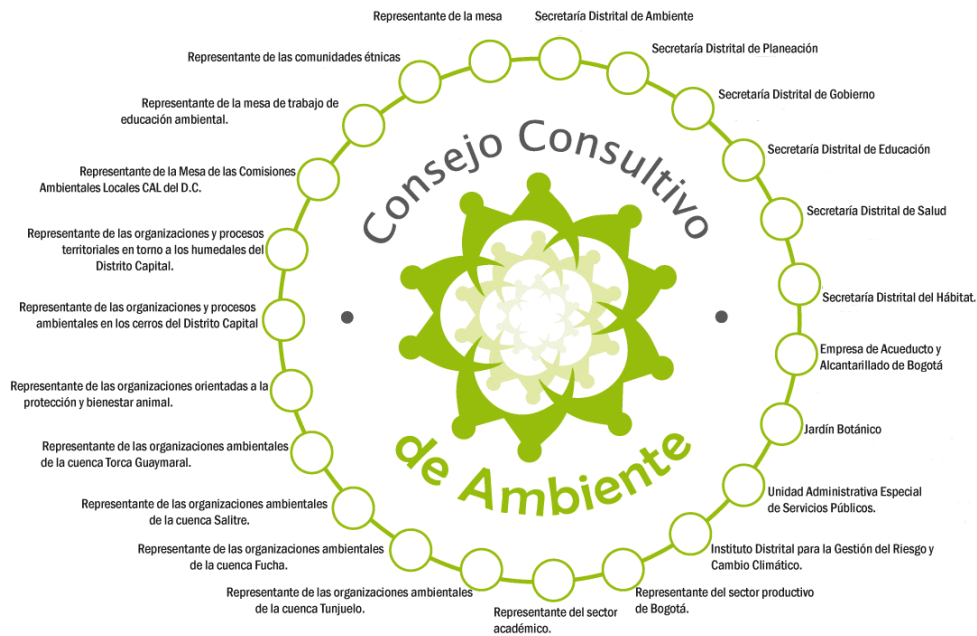 Consejo Consultivo
de Ambiente
Secretaría Distrital de Ambiente
Secretaría Distrital de Planeación
Secretaría Distrital de Gobierno
Secretaría Distrital de Educación
Secretaría Distrital de Salud
Secretaría Distrital del Hábitat.
Empresa de Acueducto y
Alcantarillado de Bogotá
Jardín Botánico
Unidad Administrativa Especial
de Servicios Públicos.
Instituto Distrital para la Gestión del Riesgo y
Cambio Climático.
Representante del sector productivo
de Bogotá.
Representante del sector
académico.
Representante de las organizaciones ambientales
de la cuenca Tunjuelo.
Representante de las organizaciones ambientales
de la cuenca Fucha.
Representante de las organizaciones ambientales
de la cuenca Salitre.
Representante de las organizaciones ambientales
de la cuenca Torca Guaymaral.
Representante de las organizaciones orientadas a la
protección y bienestar animal.
Representante de las organizaciones y procesos
ambientales en los cerros del Distrito Capital
Representante de las organizaciones y procesos
territoriales en torno a los humedales del
Distrito Capital.
Representante de la Mesa de las Comisiones
Ambientales Locales CAL del D.C.
Representante de la mesa de trabajo de
educación ambiental.
Representante de las comunidades étnicas
Representante de la mesa